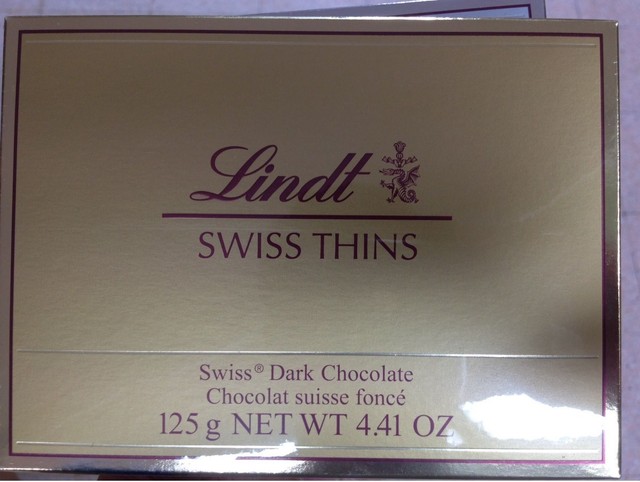 Lindt
SWISS THINS
Swiss® Dark Chocolate
Chocolat suisse foncé
125 g NET WT 4.41 OZ